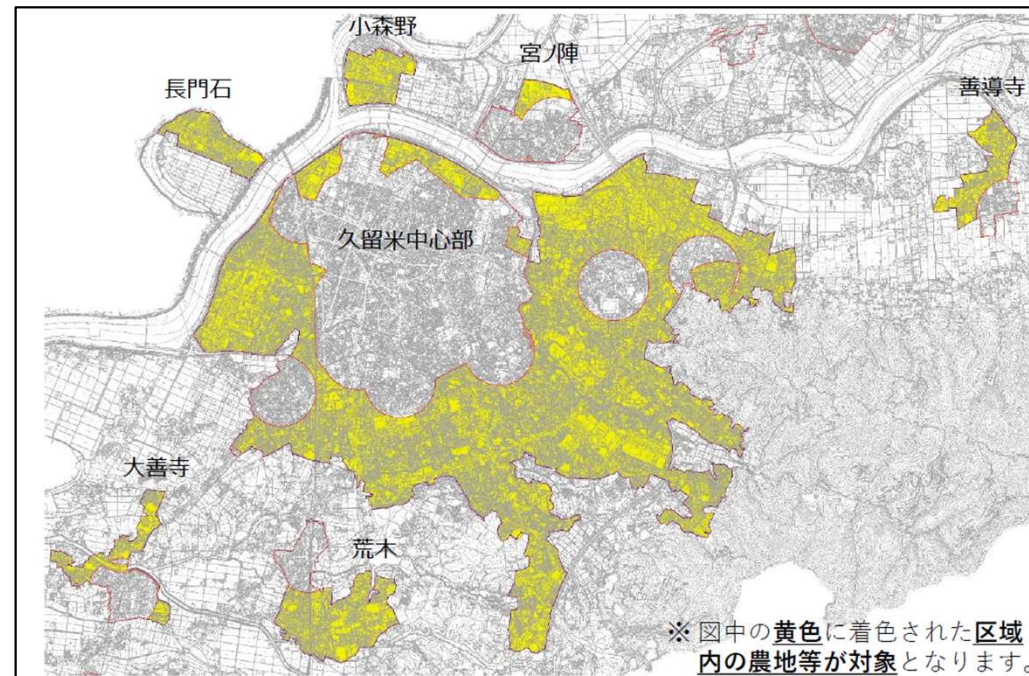 小森野
宮ノ陣
長門石
善導寺
久留米中心部
大善寺
荒木
※ 図中の黄色に着色された区域
内の農地等が対象となります。